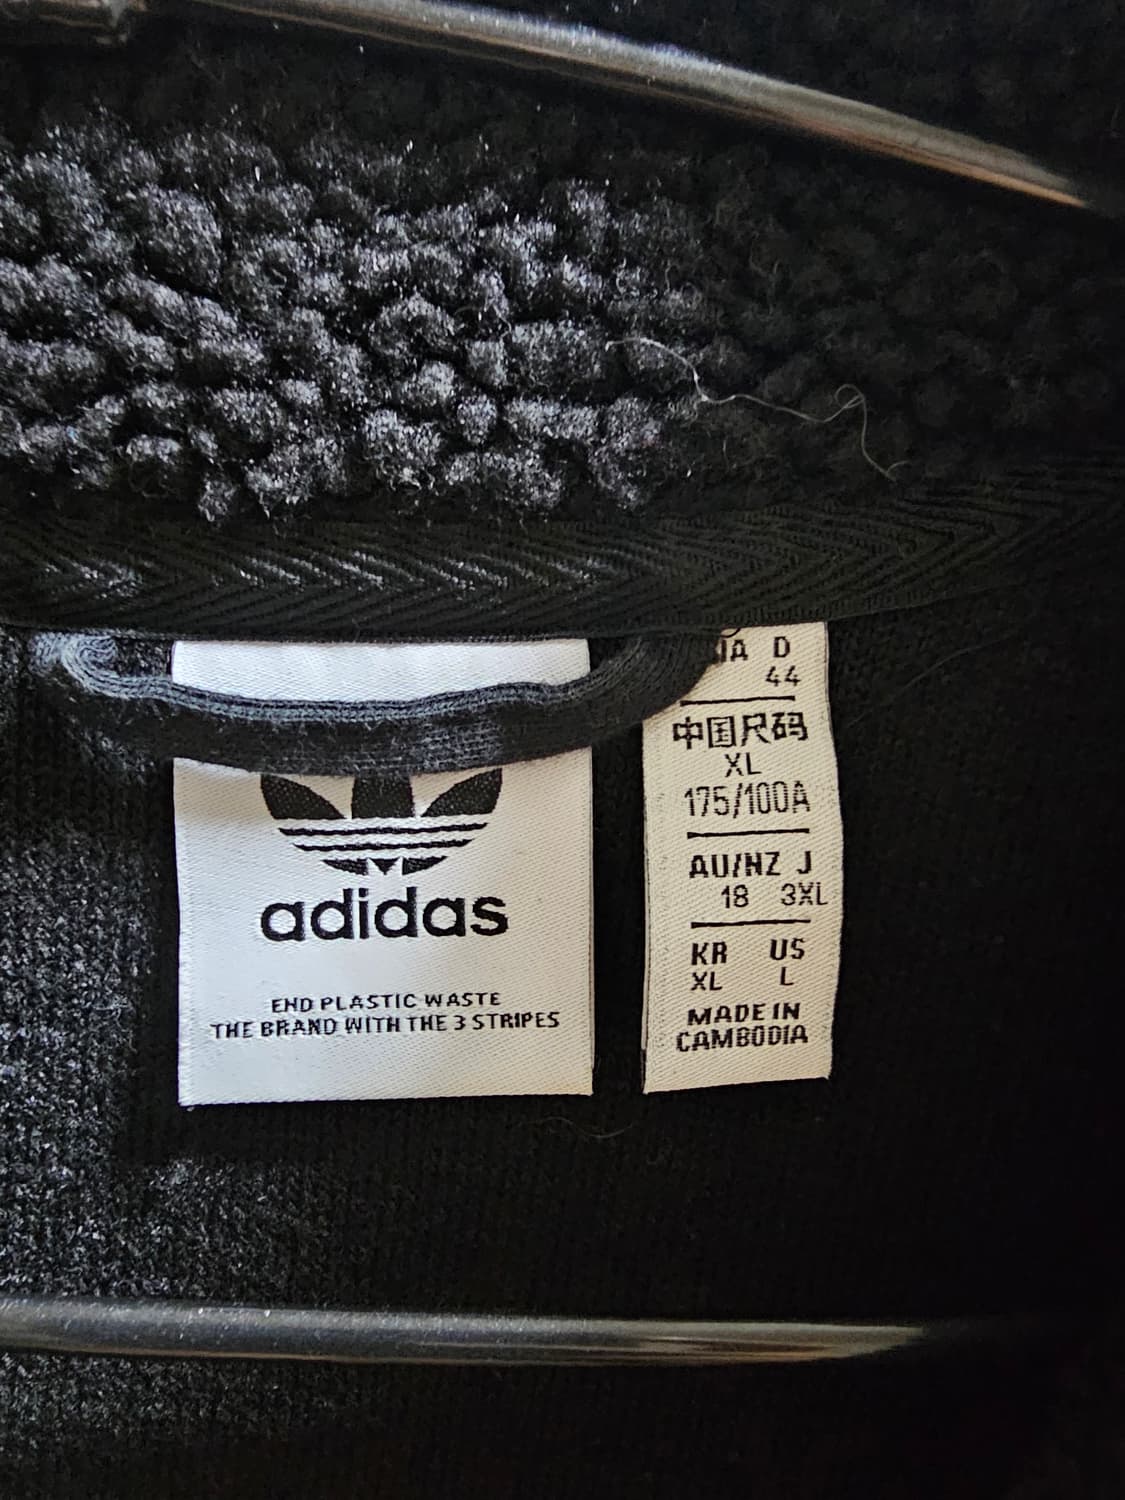 adidas
END PLASTIC WASTE
THE BRAND WITH THE 3 STRIPES
D
44
中国尺码
XL
175/100A
AU/NZ J
18 3XL
KR US
XL L
MADE IN
CAMBODIA